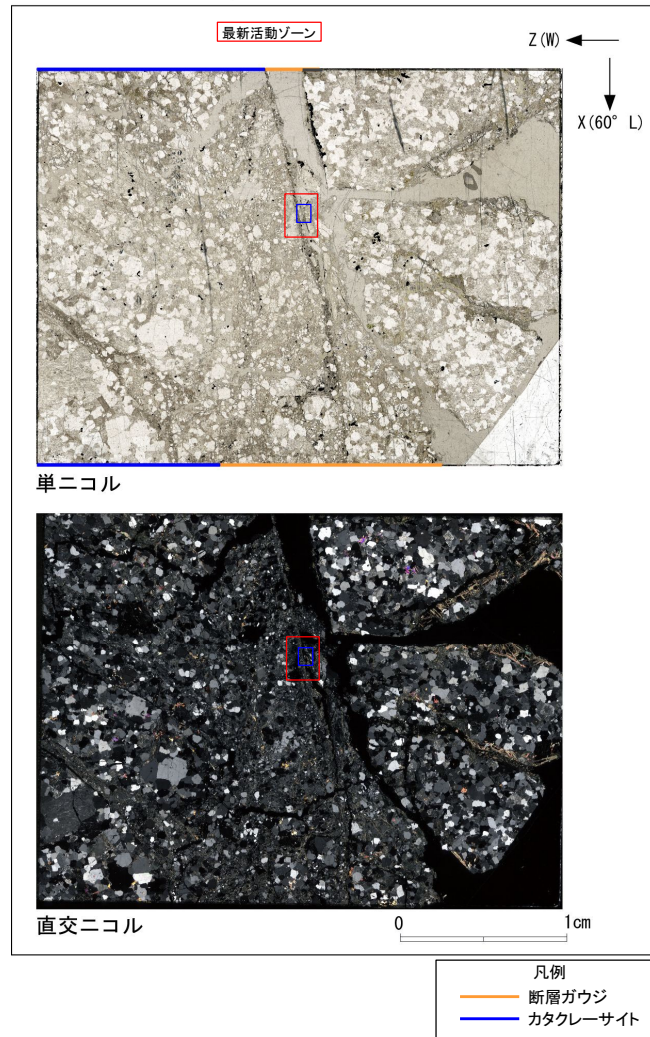 最新活動ゾーン
Z(W)
X(60° L)
単ニコル
直交ニコル
0 1cm
凡例
断層ガウジ
カタクレーサイト